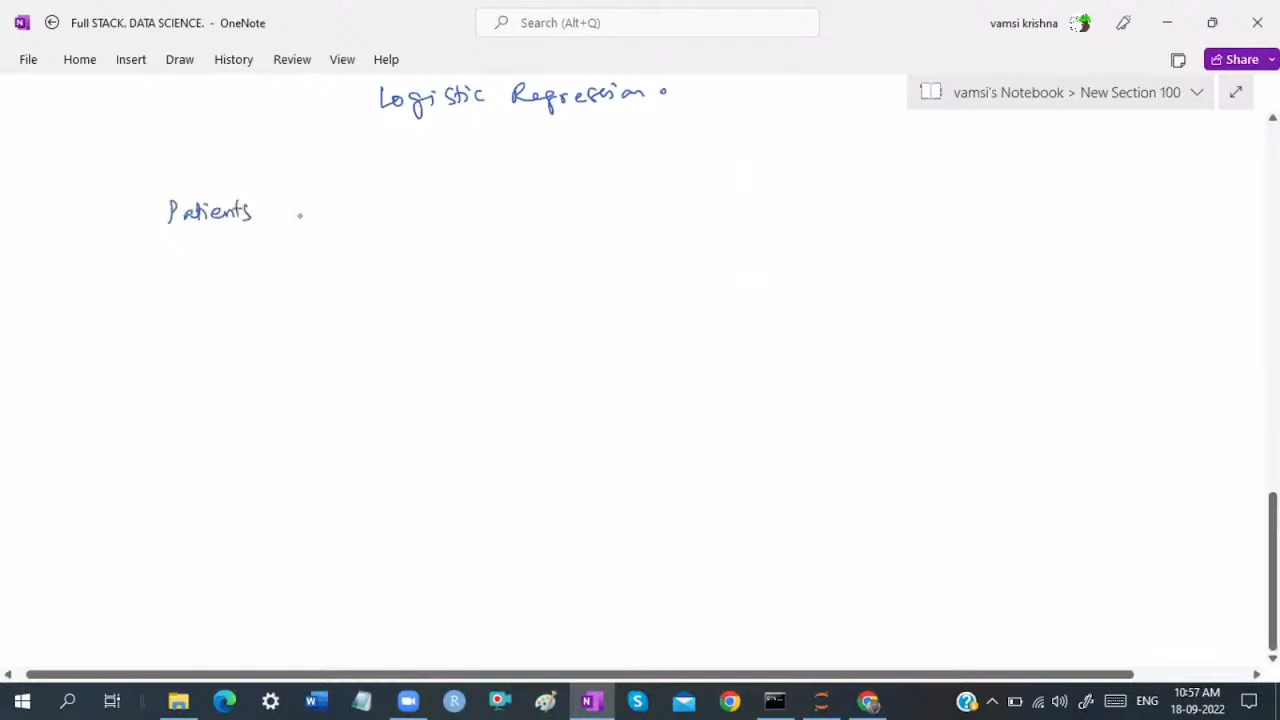 Full STACK. DATA SCIENCE. - OneNote
Search (Alt+Q)
vamsi krishna
File Home Insert Draw History Review View Help
Share
Logistic Regression.
vamsi's Notebook > New Section 100
Patients
ENG
10:57 AM
18-09-2022